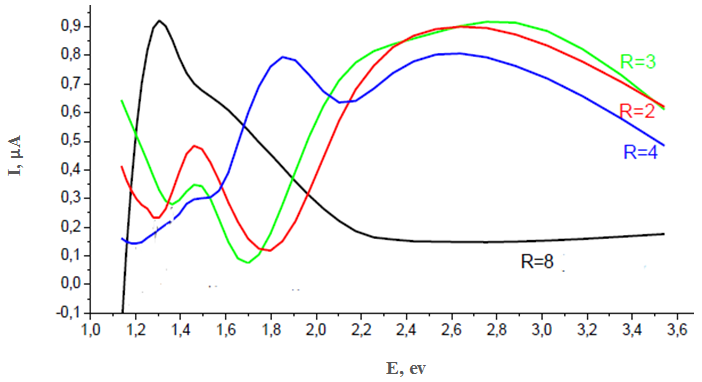 I, μA
0,9
0,8
0,7
0,6
0,5
0,4
0,3
0,2
0,1
0,0
-0,1
R=3
R=2
R=4
R=8
1,0 1,2 1,4 1,6 1,8 2,0 2,2 2,4 2,6 2,8 3,0 3,2 3,4 3,6
E, ev